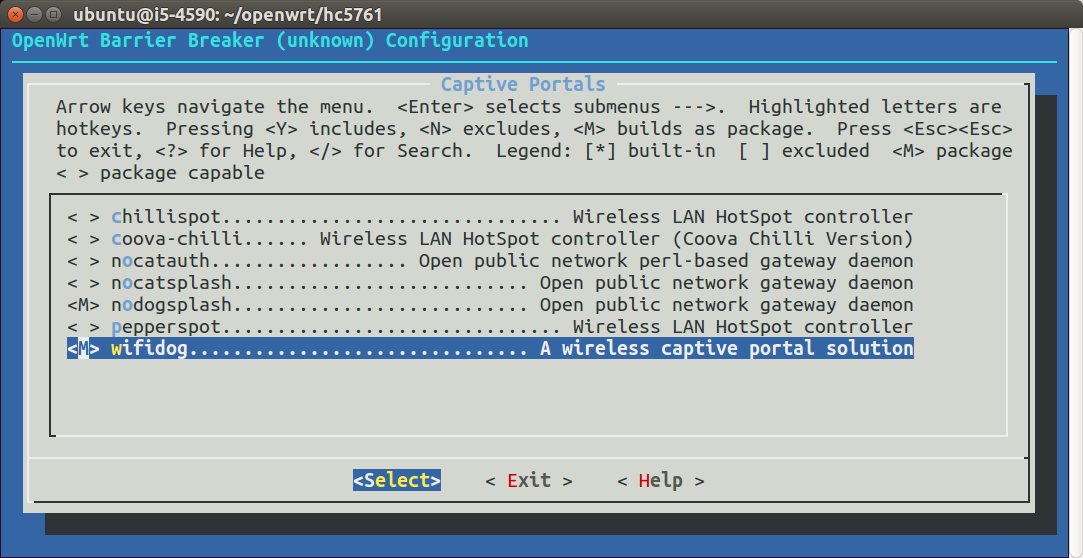 ubuntu@i5-4590: ~/openwrt/hc5761
OpenWrt Barrier Breaker (unknown) Configuration
Captive Portals
Arrow keys navigate the menu.  <Enter> selects submenus --->.  Highlighted letters are
hotkeys.  Pressing <Y> includes, <N> excludes, <M> builds as package.  Press <Esc><Esc>
to exit, <?> for Help, </> for Search.  Legend: [*] built-in  [ ] excluded  <M> package
< > package capable
< > chillispot............................... Wireless LAN HotSpot controller
< > coova-chilli...... Wireless LAN HotSpot controller (Coova Chilli Version)
< > nocatauth.................. Open public network perl-based gateway daemon
< > nocatsplash........................... Open public network gateway daemon
<M> nodogsplash........................... Open public network gateway daemon
< > pepperspot............................... Wireless LAN HotSpot controller
<M> wifidog............................... A wireless captive portal solution
<Select>    < Exit >    < Help >